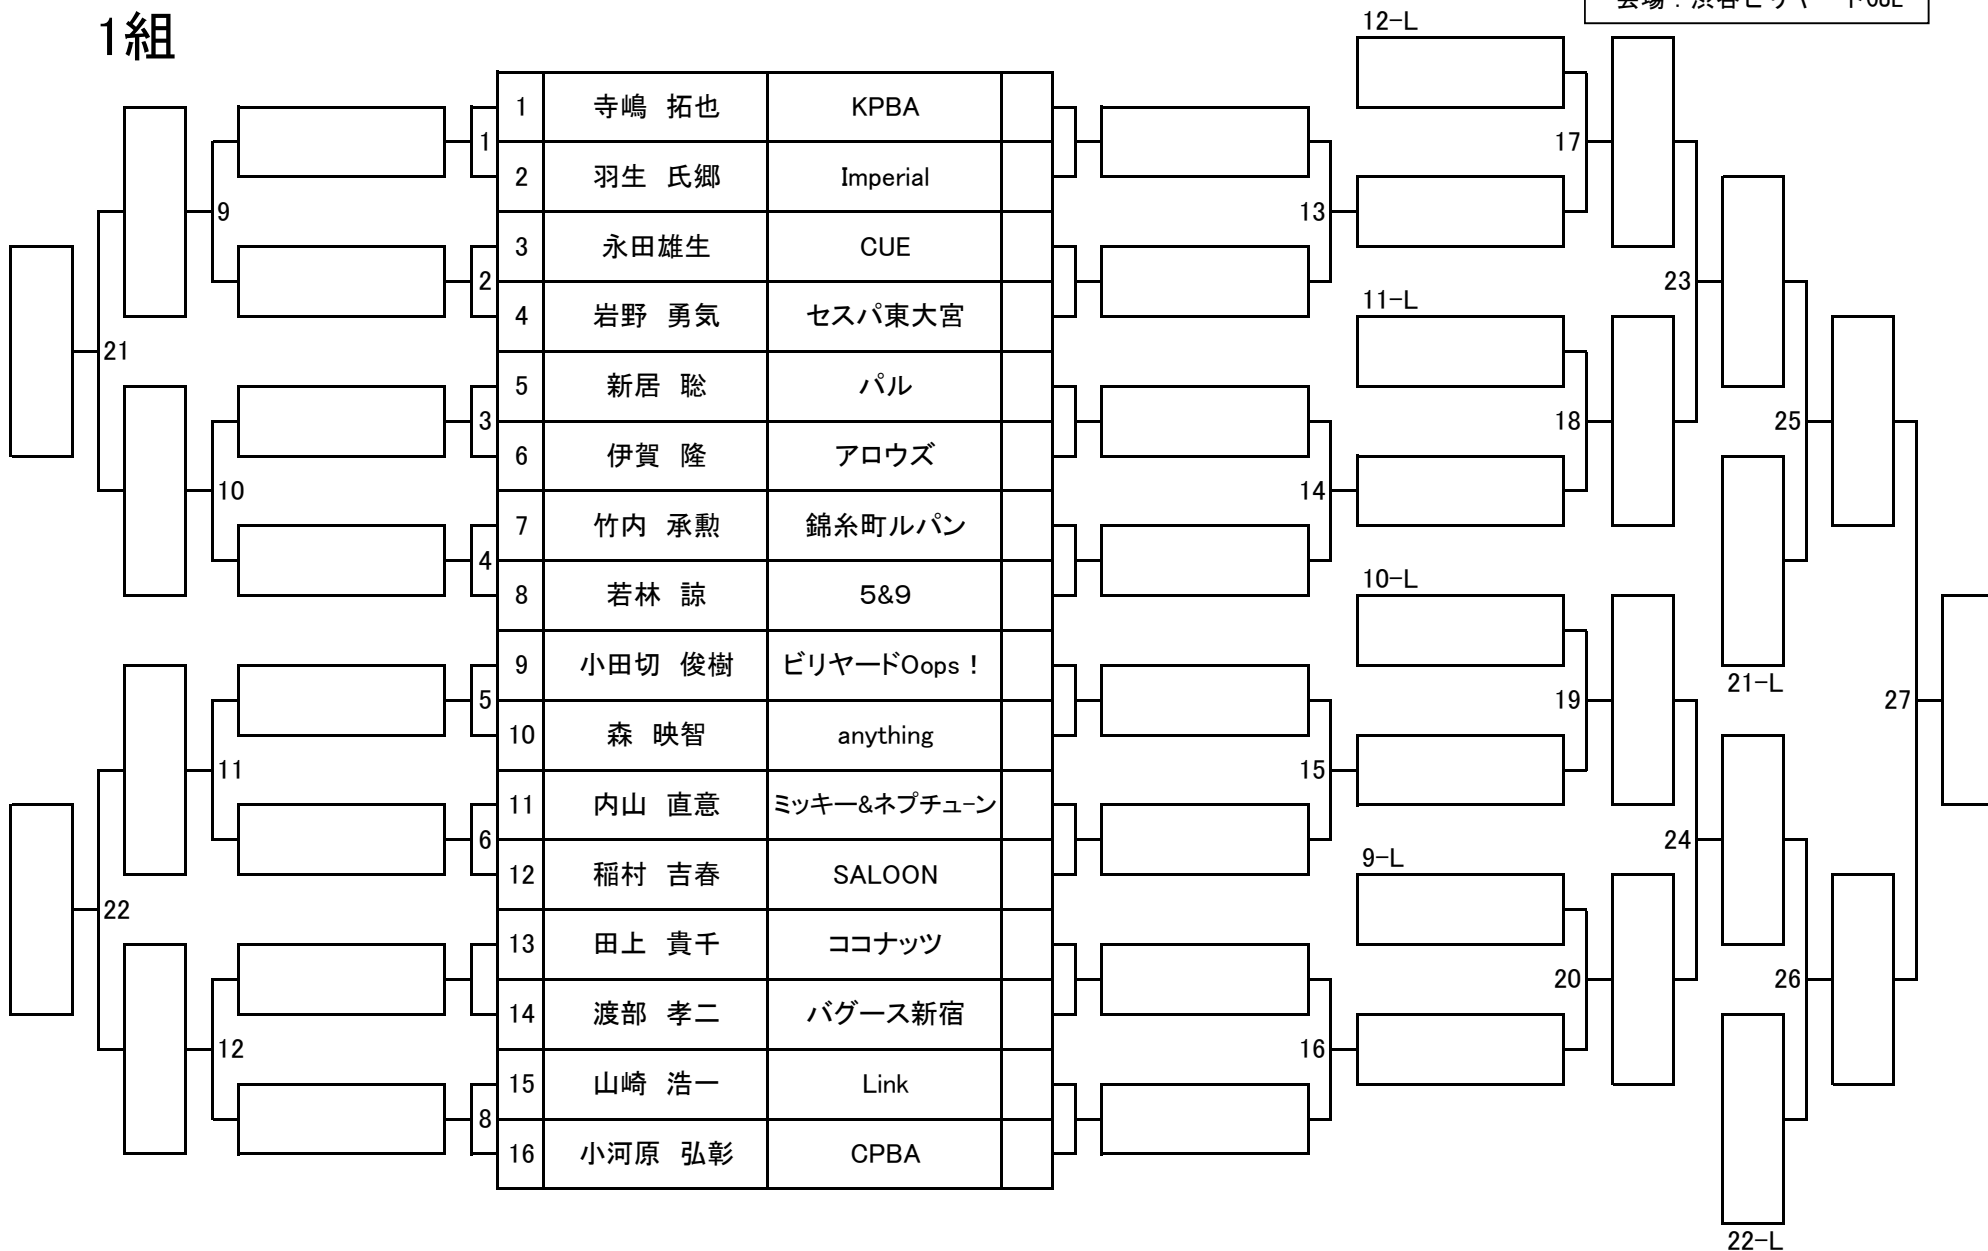 1組
12-L
1 寺嶋 拓也 KPBA
1
17
2 羽生 氏郷 Imperial
9
13
3 永田雄生 CUE
2
23
11-L
4 岩野 勇気 セスパ東大宮
21
5 新居 聡 パル
3
18
25
6 伊賀 隆 アロウズ
10
14
7 竹内 承勲 錦糸町ルパン
4
10-L
8 若林 諒 5&9
9 小田切 俊樹 ビリヤードOops！
21-L
5
19
27
10 森 映智 anything
11
15
11 内山 直意 ミッキー&ネプチューン
6
24
9-L
12 稲村 吉春 SALOON
22
13 田上 貴千 ココナッツ
20
26
14 渡部 孝二 バグース新宿
12
16
15 山崎 浩一 Link
8
16 小河原 弘彰 CPBA
22-L